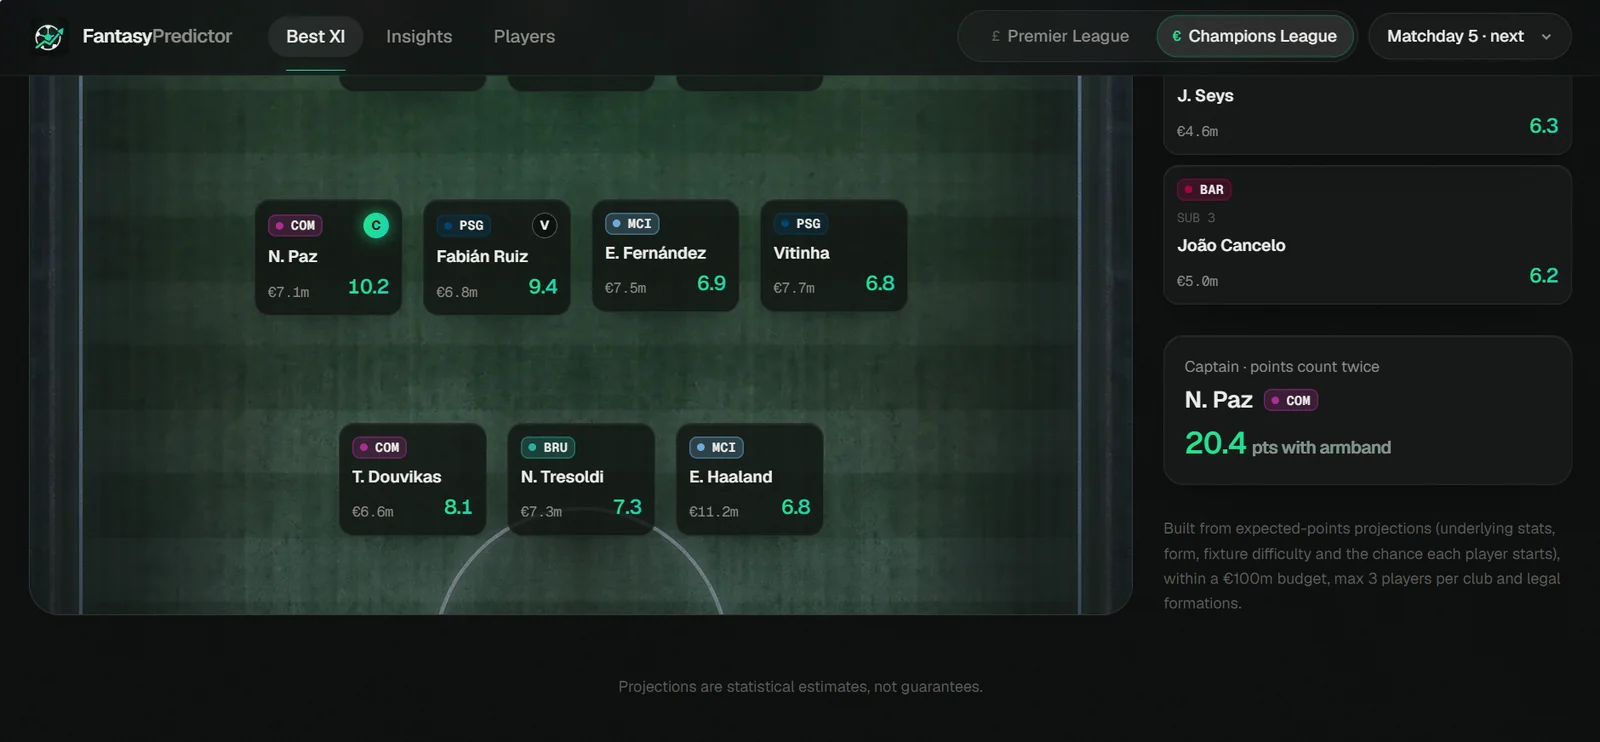 FantasyPredictor
Best XI
Insights
Players
£ Premier League
€ Champions League
Matchday 5 · next
COM
C
N. Paz
€7.1m
10.2
PSG
V
Fabián Ruiz
€6.8m
9.4
MCI
E. Fernández
€7.5m
6.9
PSG
Vitinha
€7.7m
6.8
COM
T. Douvikas
€6.6m
8.1
BRU
N. Tresoldi
€7.3m
7.3
MCI
E. Haaland
€11.2m
6.8
J. Seys
€4.6m
6.3
BAR
SUB 3
João Cancelo
€5.0m
6.2
Captain · points count twice
N. Paz COM
20.4 pts with armband
Built from expected-points projections (underlying stats,
form, fixture difficulty and the chance each player starts),
within a €100m budget, max 3 players per club and legal
formations.
Projections are statistical estimates, not guarantees.